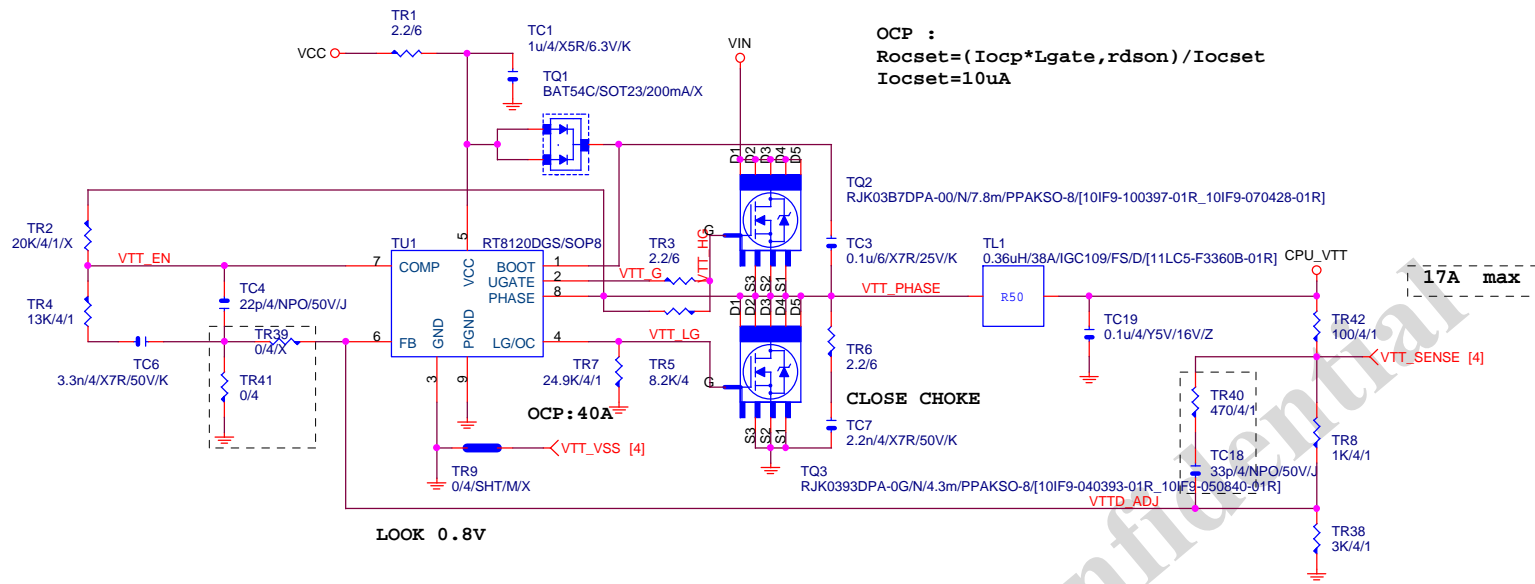 TR1
2.2/6
VCC
TC1
1u/4/X5R/6.3V/K
TQ1
BAT54C/SOT23/200mA/X
VIN
OCP :
Rocset=(Iocp*Lgate,rdson)/Iocset
Iocset=10uA
D1
D2
D3
D4
D5
TQ2
RJK03B7DPA-00/N/7.8m/PPAKSO-8/[10IF9-100397-01R_10IF9-070428-01R]
G
S3
S2
S1
TR2
20K/4/1/X
VTT_EN
TU1
RT8120DGS/SOP8
5
7
COMP
VCC
BOOT
1
UGATE
2
PHASE
8
6
FB
GND
PGND
LG/OC
4
3
9
TR3
2.2/6
VTT_G
VTT_HG
TC3
0.1u/6/X7R/25V/K
TL1
0.36uH/38A/IGC109/FS/D/[11LC5-F3360B-01R]
R50
VTT_PHASE
CPU_VTT
17A max
TR4
13K/4/1
TC4
22p/4/NPO/50V/J
TR39
0/4/X
TC6
3.3n/4/X7R/50V/K
TR41
0/4
VTT_LG
TR7
24.9K/4/1
TR5
8.2K/4
OCP:40A
D1
D2
D3
D4
D5
G
S3
S2
S1
TR6
2.2/6
CLOSE CHOKE
TC7
2.2n/4/X7R/50V/K
TC19
0.1u/4/Y5V/16V/Z
TR42
100/4/1
VTT_SENSE [4]
TR40
470/4/1
TR8
1K/4/1
TC18
33p/4/NPO/50V/J
VTT_VSS [4]
TR9
0/4/SHT/M/X
TQ3
RJK0393DPA-0G/N/4.3m/PPAKSO-8/[10IF9-040393-01R_10IF9-050840-01R]
VTTD_ADJ
TR38
3K/4/1
LOOK 0.8V
nfidential